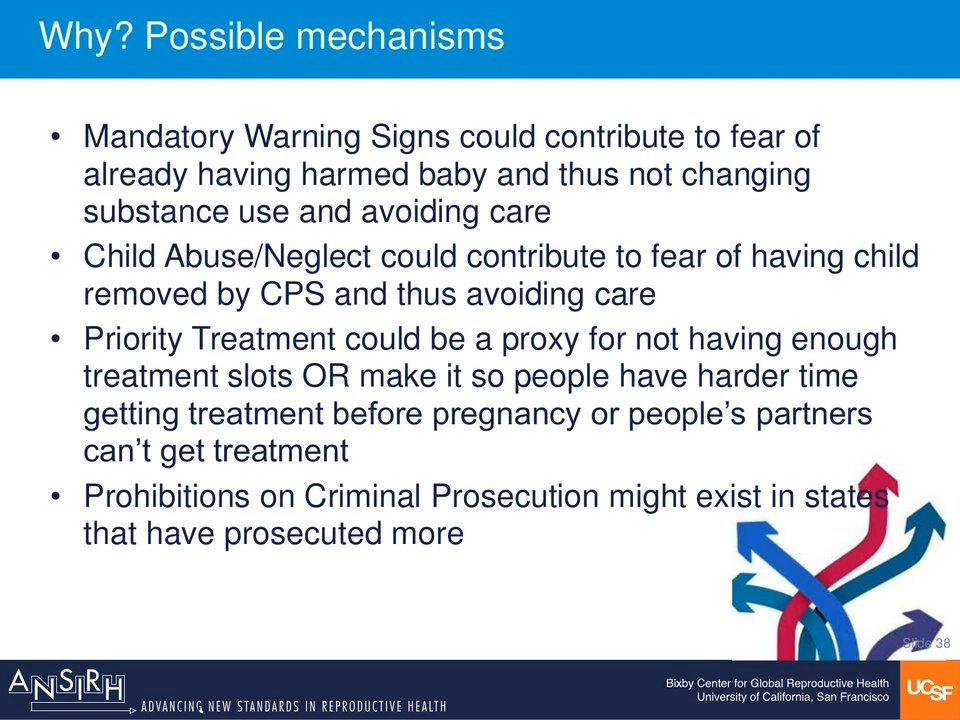 Why? Possible mechanisms
• Mandatory Warning Signs could contribute to fear of
already having harmed baby and thus not changing
substance use and avoiding care
• Child Abuse/Neglect could contribute to fear of having child
removed by CPS and thus avoiding care
• Priority Treatment could be a proxy for not having enough
treatment slots OR make it so people have harder time
getting treatment before pregnancy or people’s partners
can’t get treatment
• Prohibitions on Criminal Prosecution might exist in states
that have prosecuted more
Slide 38
ANSIRH
ADVANCING NEW STANDARDS IN REPRODUCTIVE HEALTH
Bixby Center for Global Reproductive Health
University of California, San Francisco
UCSF